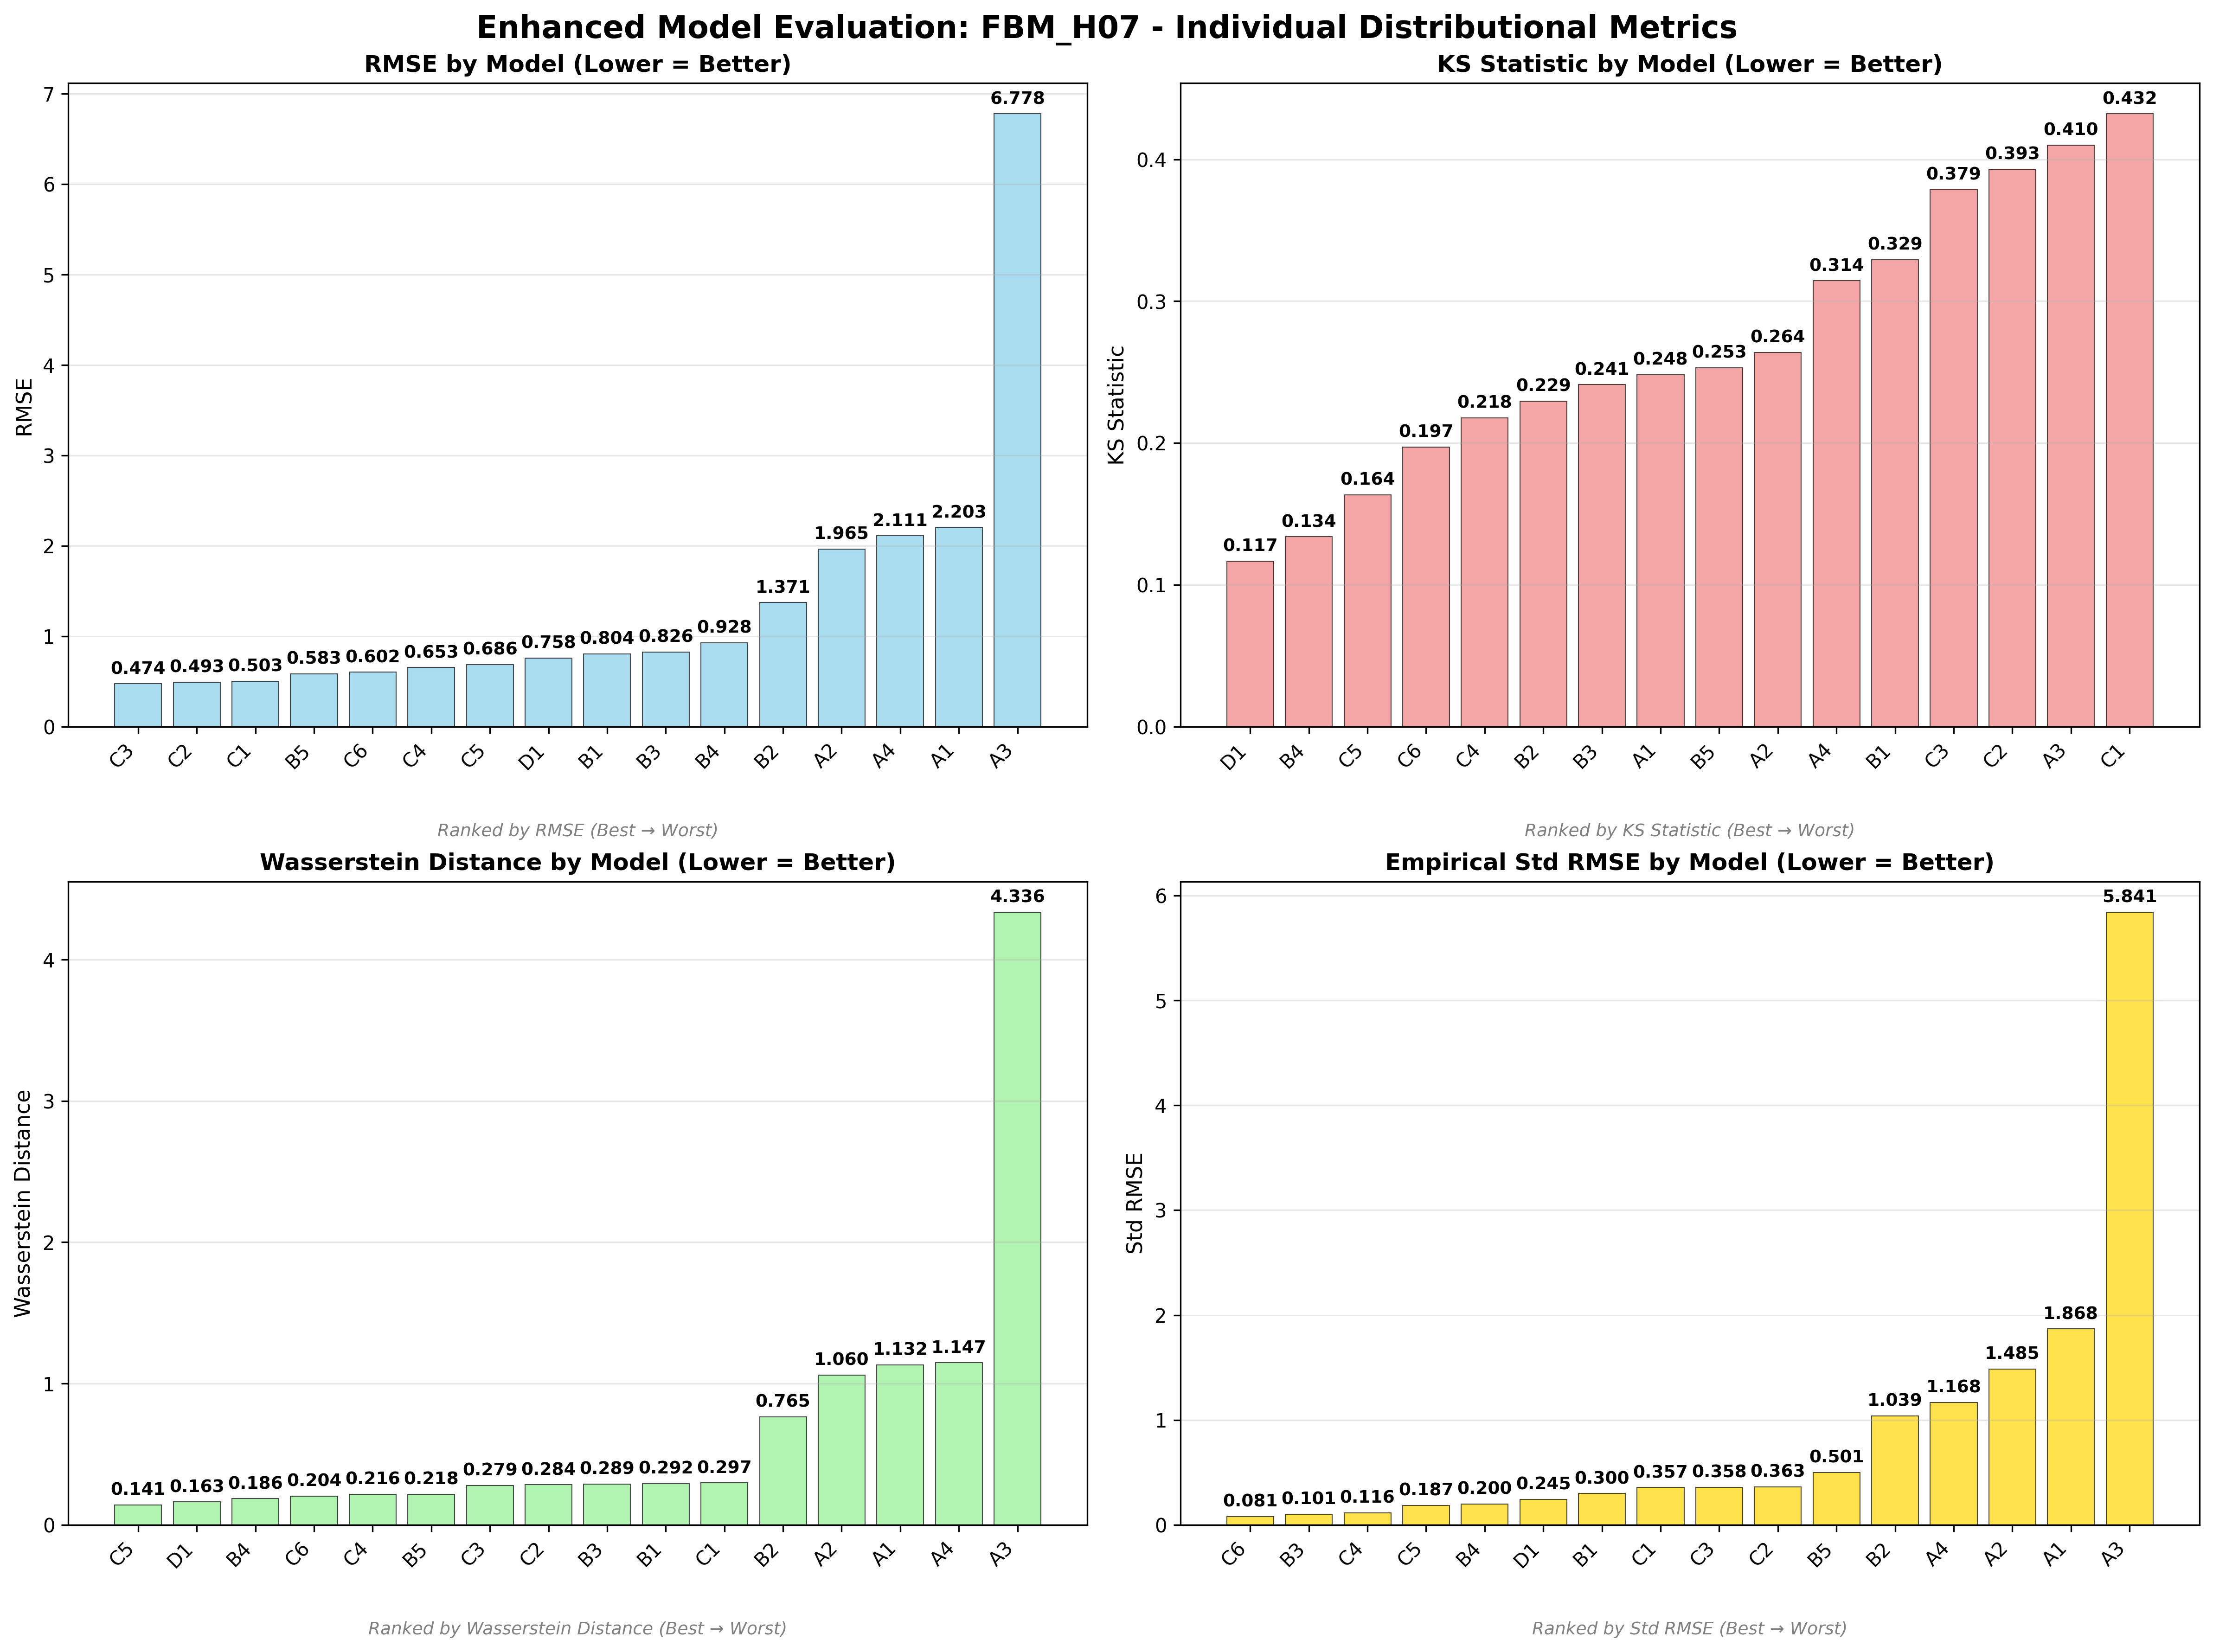 Enhanced Model Evaluation: FBM_H07 - Individual Distributional Metrics
RMSE by Model (Lower = Better)
7
6
5
4
3
2
1
0
RMSE
0.474 0.493 0.503 0.583 0.602 0.653 0.686 0.758 0.804 0.826 0.928 1.371 1.965 2.111 2.203 6.778
C3 C2 C1 B5 C6 C4 C5 D1 B1 B3 B4 B2 A2 A4 A1 A3
Ranked by RMSE (Best → Worst)
KS Statistic by Model (Lower = Better)
0.4
0.3
0.2
0.1
0.0
KS Statistic
0.117 0.134 0.164 0.197 0.218 0.229 0.241 0.248 0.253 0.264 0.314 0.329 0.379 0.393 0.410 0.432
D1 B4 C5 C6 C4 B2 B3 A1 B5 A2 A4 B1 C3 C2 A3 C1
Ranked by KS Statistic (Best → Worst)
Wasserstein Distance by Model (Lower = Better)
4
3
2
1
0
Wasserstein Distance
0.141 0.163 0.186 0.204 0.216 0.218 0.279 0.284 0.289 0.292 0.297 0.765 1.060 1.132 1.147 4.336
C5 D1 B4 C6 C4 B5 C3 C2 B3 B1 C1 B2 A2 A1 A4 A3
Ranked by Wasserstein Distance (Best → Worst)
Empirical Std RMSE by Model (Lower = Better)
6
5
4
3
2
1
0
Std RMSE
0.081 0.101 0.116 0.187 0.200 0.245 0.300 0.357 0.358 0.363 0.501 1.039 1.168 1.485 1.868 5.841
C6 B3 C4 C5 B4 D1 B1 C1 C3 C2 B5 B2 A4 A2 A1 A3
Ranked by Std RMSE (Best → Worst)